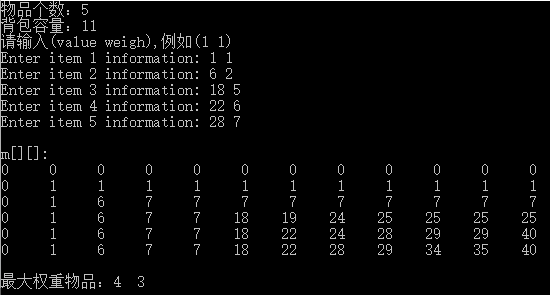 物品个数：5
背包容量：11
请输入(value weigh),例如(1 1)
Enter item 1 information: 1 1
Enter item 2 information: 6 2
Enter item 3 information: 18 5
Enter item 4 information: 22 6
Enter item 5 information: 28 7
m[][]:
0 0 0 0 0 0 0 0 0 0 0 0
0 1 1 1 1 1 1 1 1 1 1 1
0 1 6 7 7 7 7 7 7 7 7 7
0 1 6 7 7 18 19 24 25 25 25 25
0 1 6 7 7 18 22 24 28 29 29 40
0 1 6 7 7 18 22 28 29 34 35 40
最大权重物品：4 3